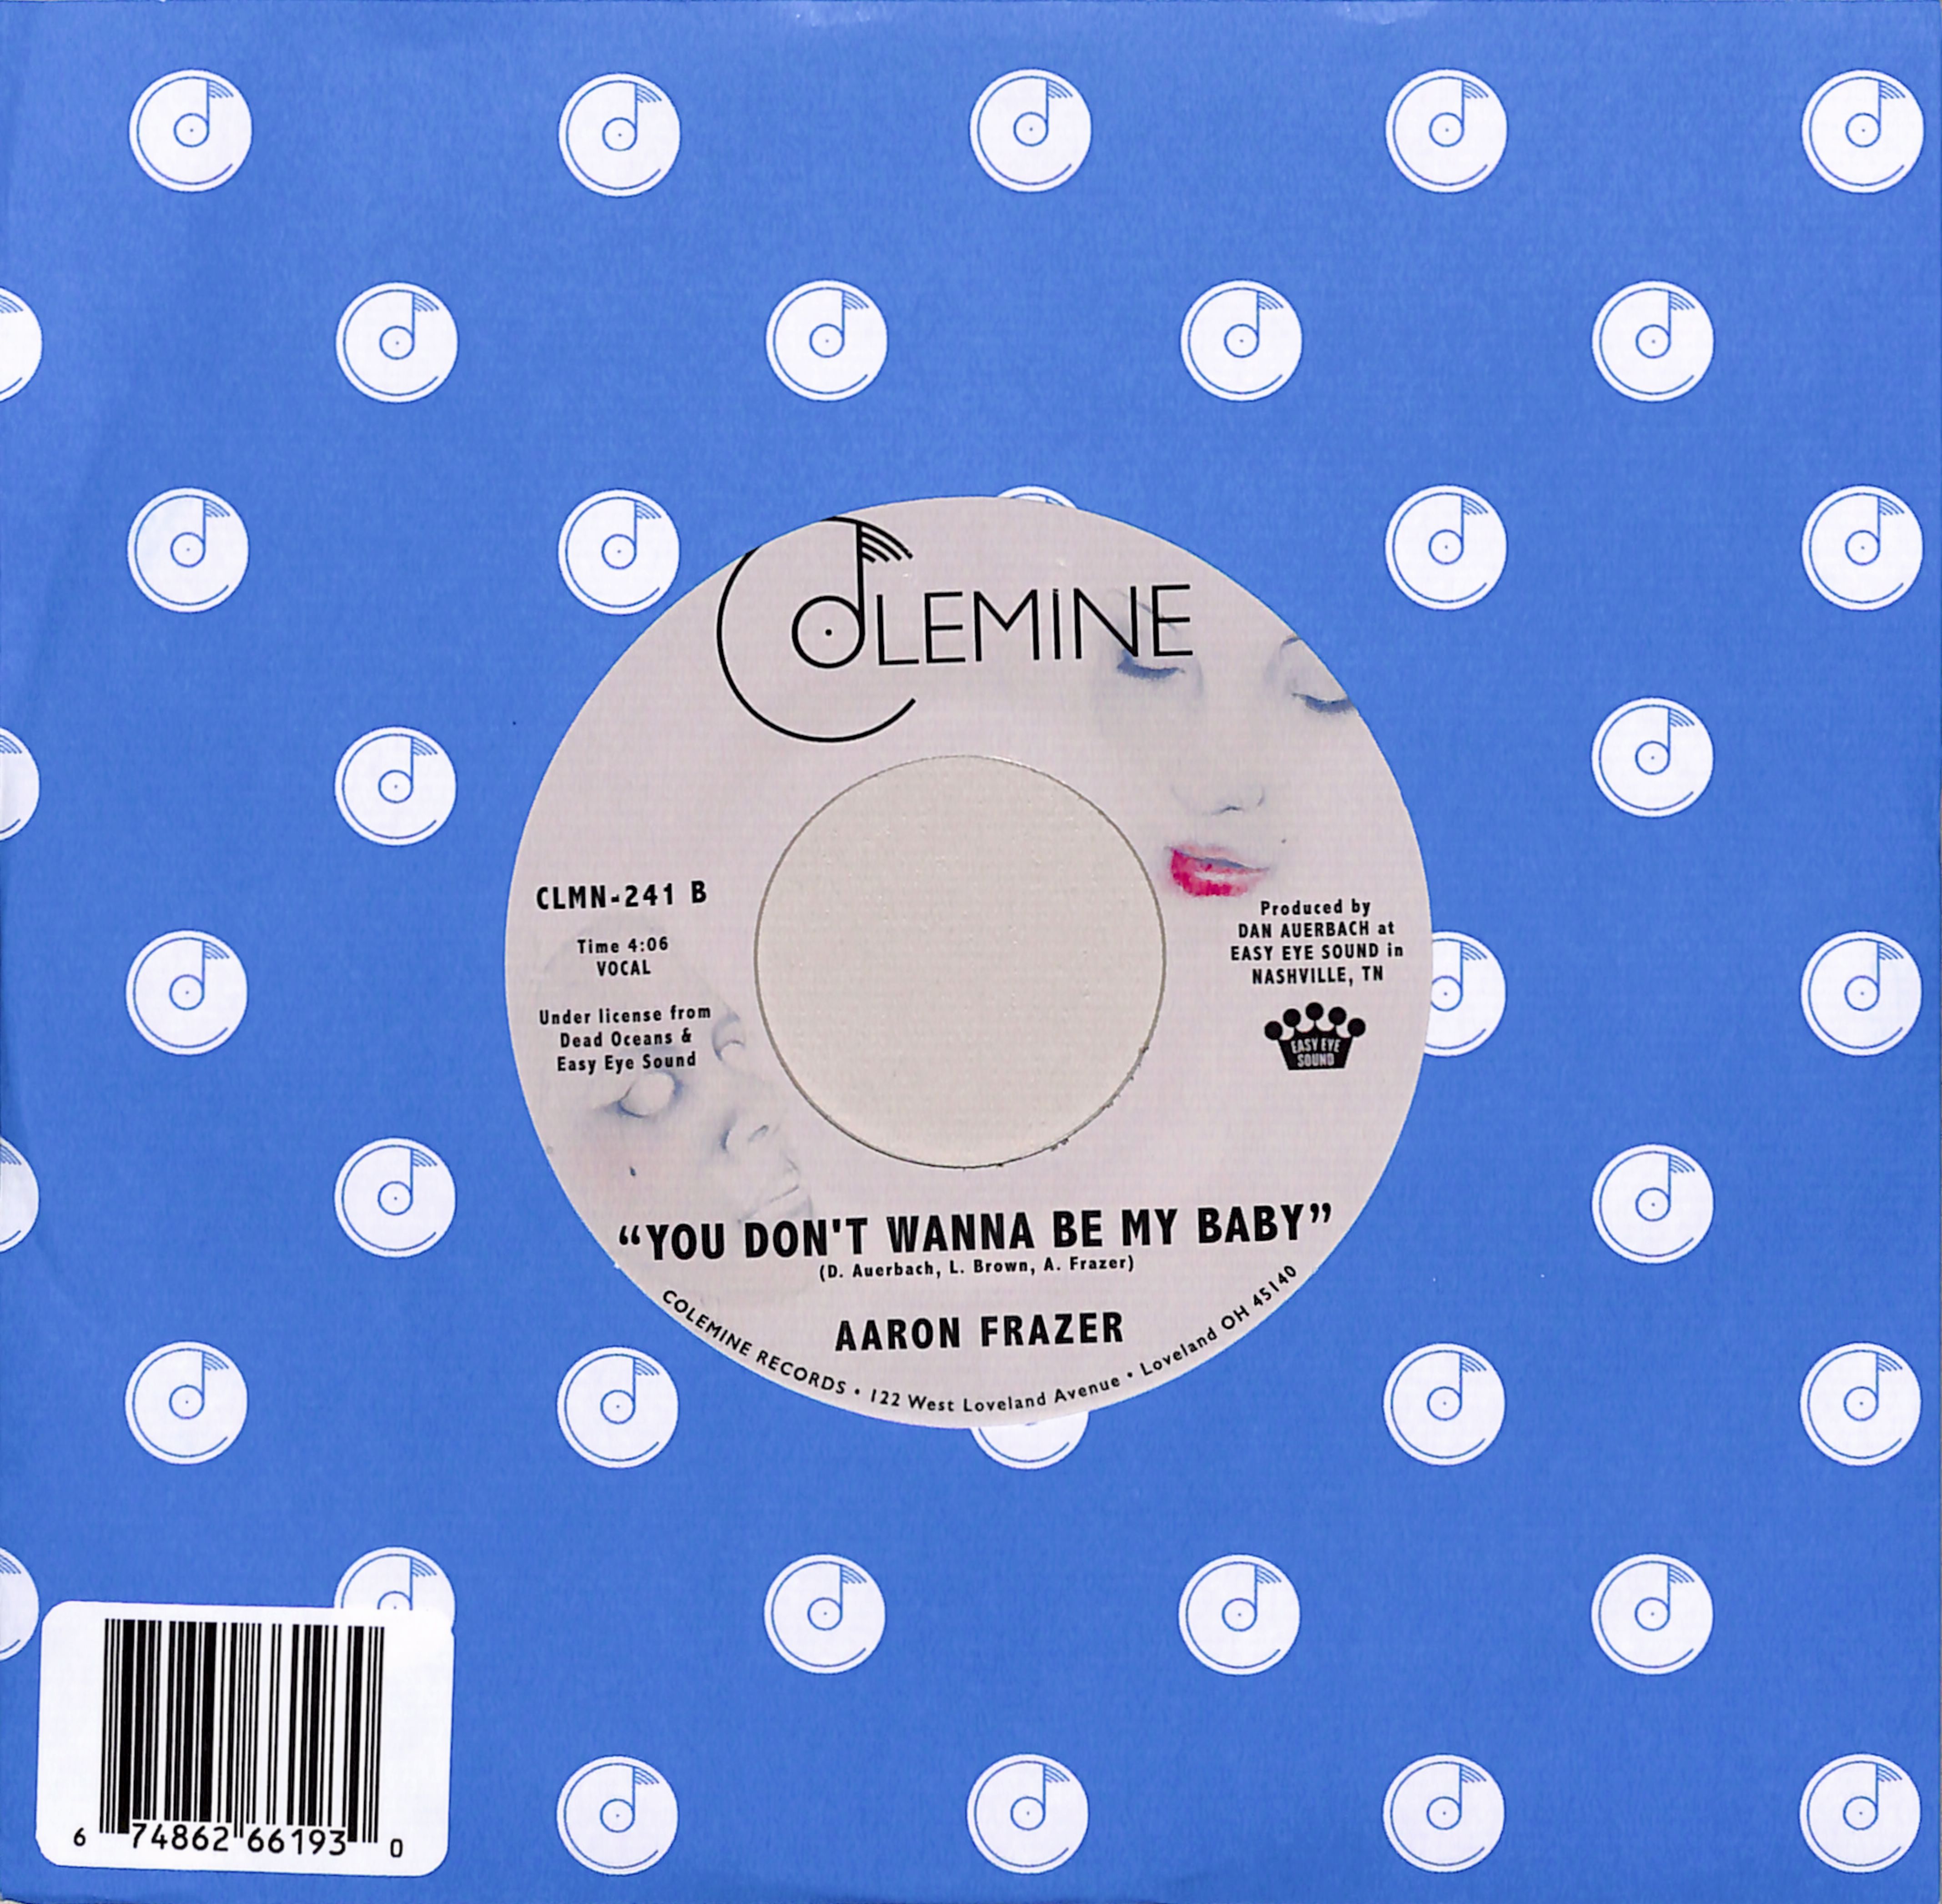 COLEMINE
CLMN-241 B
Time 4:06
VOCAL
Under license from
Dead Oceans &
Easy Eye Sound
Produced by
DAN AUERBACH at
EASY EYE SOUND in
NASHVILLE, TN
EASY EYE
SOUND
“YOU DON'T WANNA BE MY BABY”
(D. Auerbach, L. Brown, A. Frazer)
AARON FRAZER
COLEMINE RECORDS • 122 West Loveland Avenue • Loveland OH 45140
6 74862 66193 0